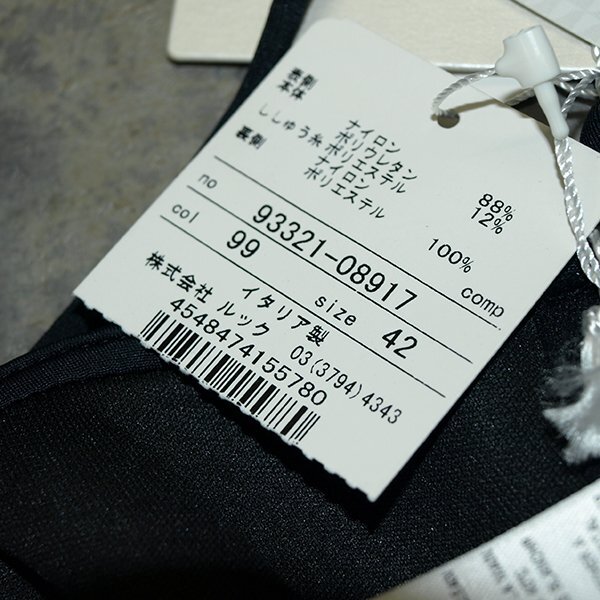 表側
本体 ナイロン 88%
ポリウレタン 12%
ししゅう糸 ポリエステル 100%
裏側 ナイロン
ポリエステル
comp
no 93321-08917
col 99 size 42
イタリア製
株式会社 ルック 03(3794)4343
4548474155780